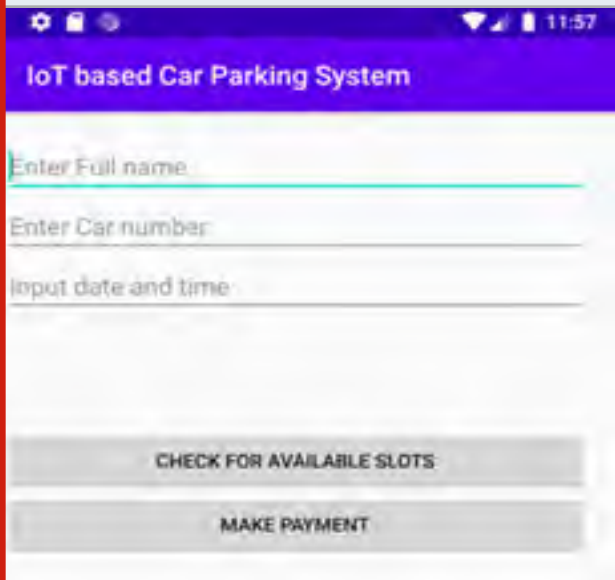 11:57
IoT based Car Parking System
Enter Full name
Enter Car number
Input date and time
CHECK FOR AVAILABLE SLOTS
MAKE PAYMENT